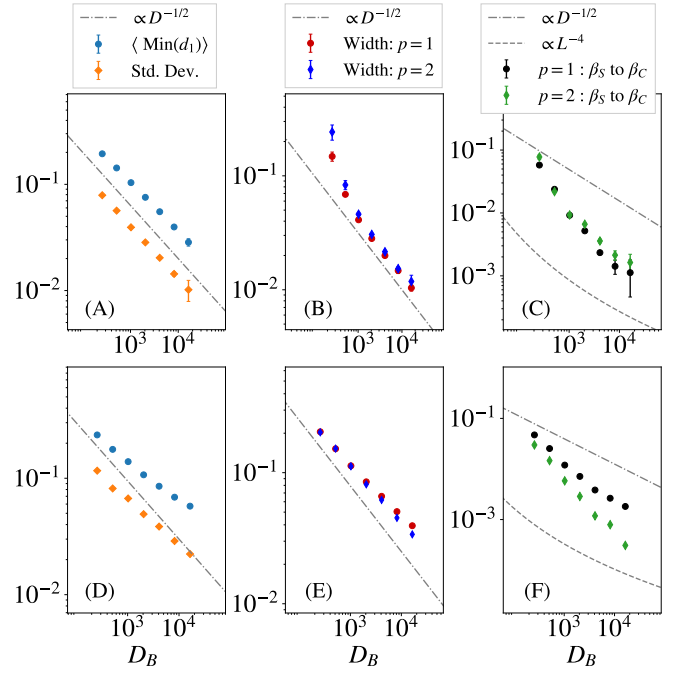 ∝D^{-1/2}
⟨ Min(d_1)⟩
Std. Dev.
∝D^{-1/2}
Width: p = 1
Width: p = 2
∝D^{-1/2}
∝L^{-4}
p = 1 : β_S to β_C
p = 2 : β_S to β_C
10^{-1}
10^{-2}
(A)
10^3
10^4
10^{-1}
10^{-2}
(B)
10^3
10^4
10^{-1}
10^{-2}
10^{-3}
(C)
10^3
10^4
10^{-1}
10^{-2}
(D)
10^3
10^4
D_B
10^{-1}
10^{-2}
(E)
10^3
10^4
D_B
10^{-1}
10^{-3}
(F)
10^3
10^4
D_B